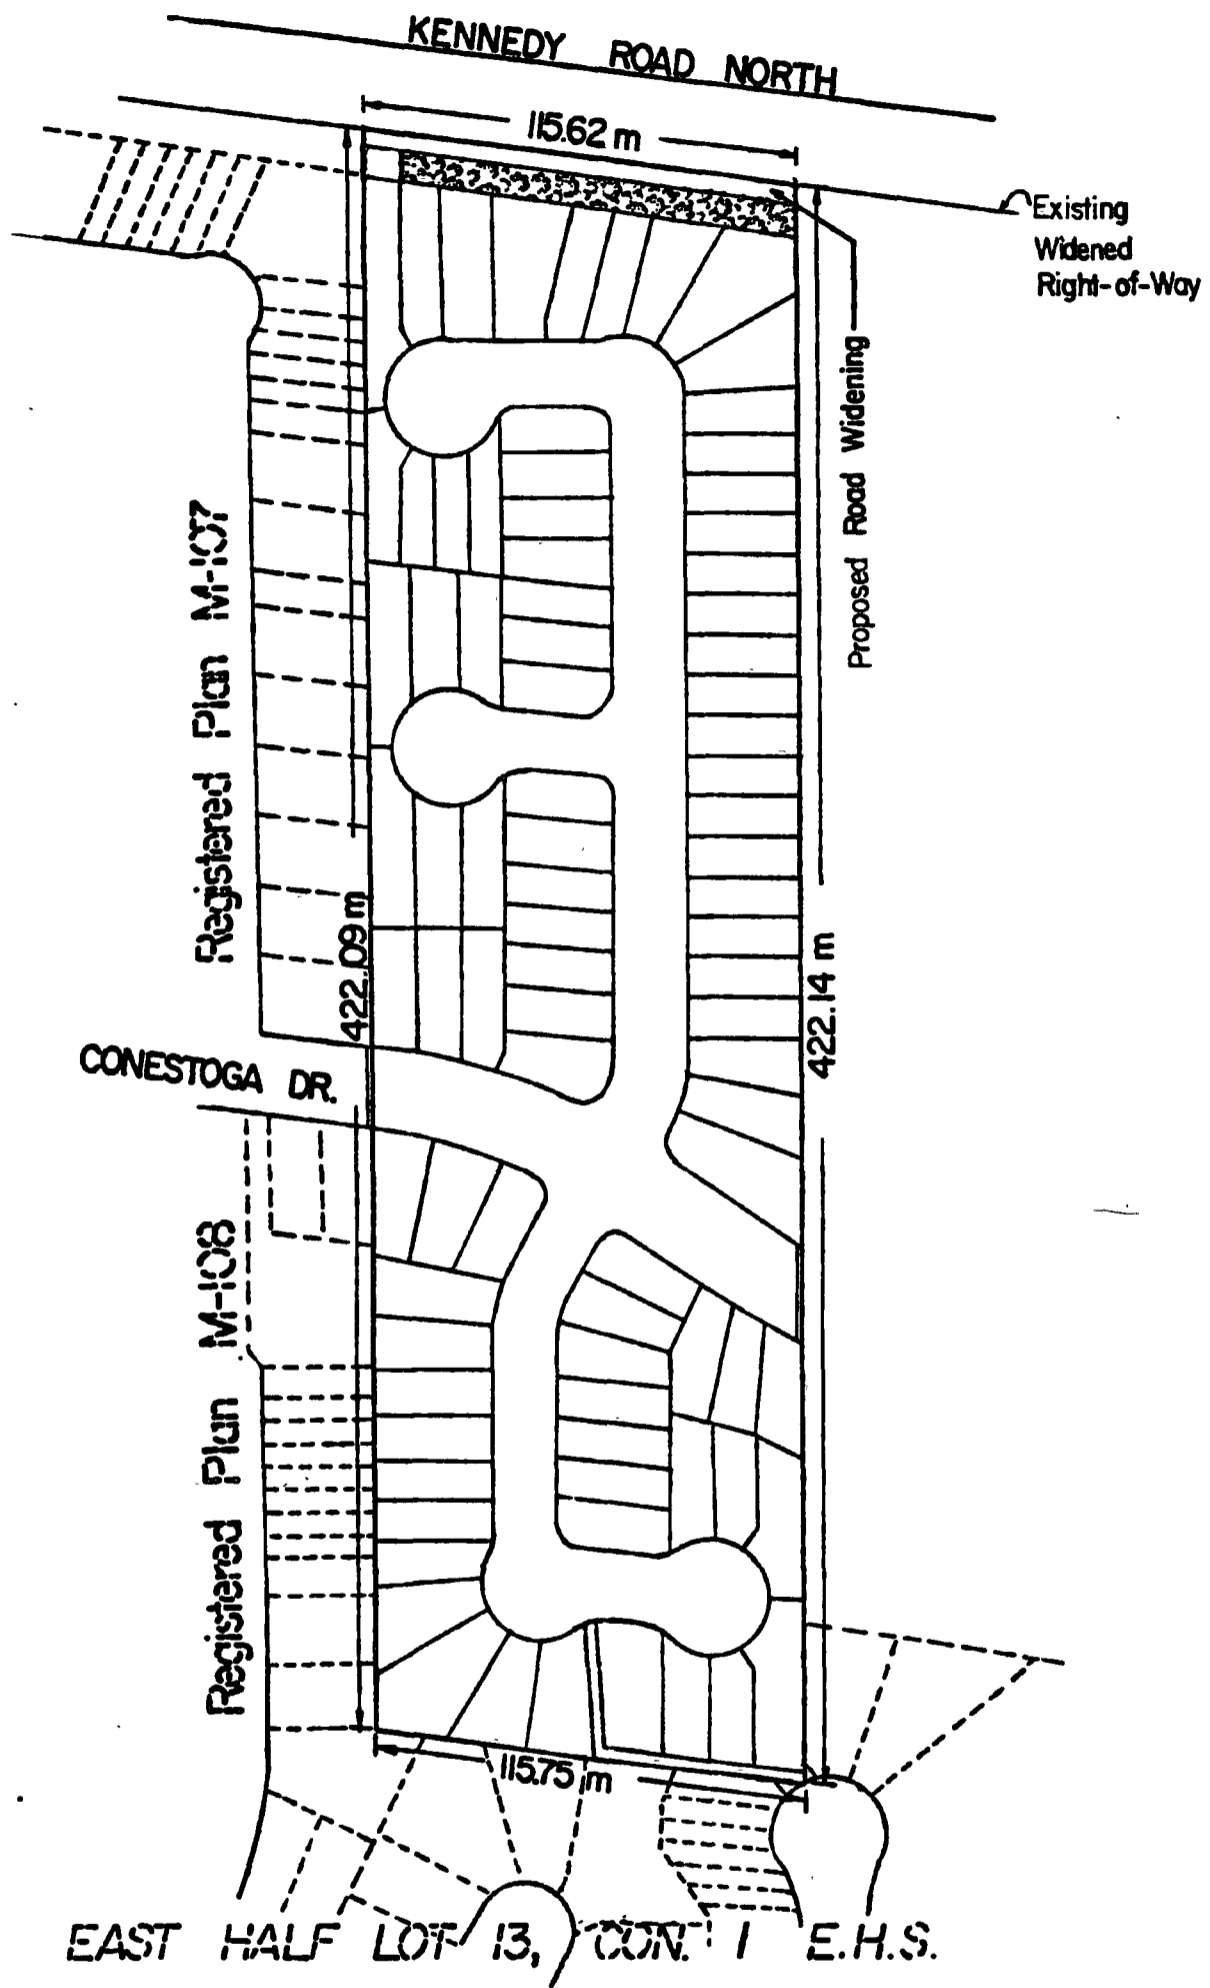 KENNEDY ROAD NORTH
115.62 m
Existing
Widened
Right-of-Way
Proposed Road Widening
Registered Plan M-107
422.09 m
422.14 m
CONESTOGA DR.
Registered Plan M-108
115.75 m
EAST HALF LOT 13, CON. 1 E.H.S.